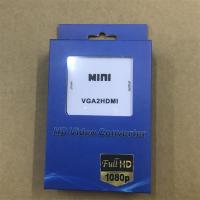 MINI
VGA2HDMI
HD Video Converter
Full HD
1080p